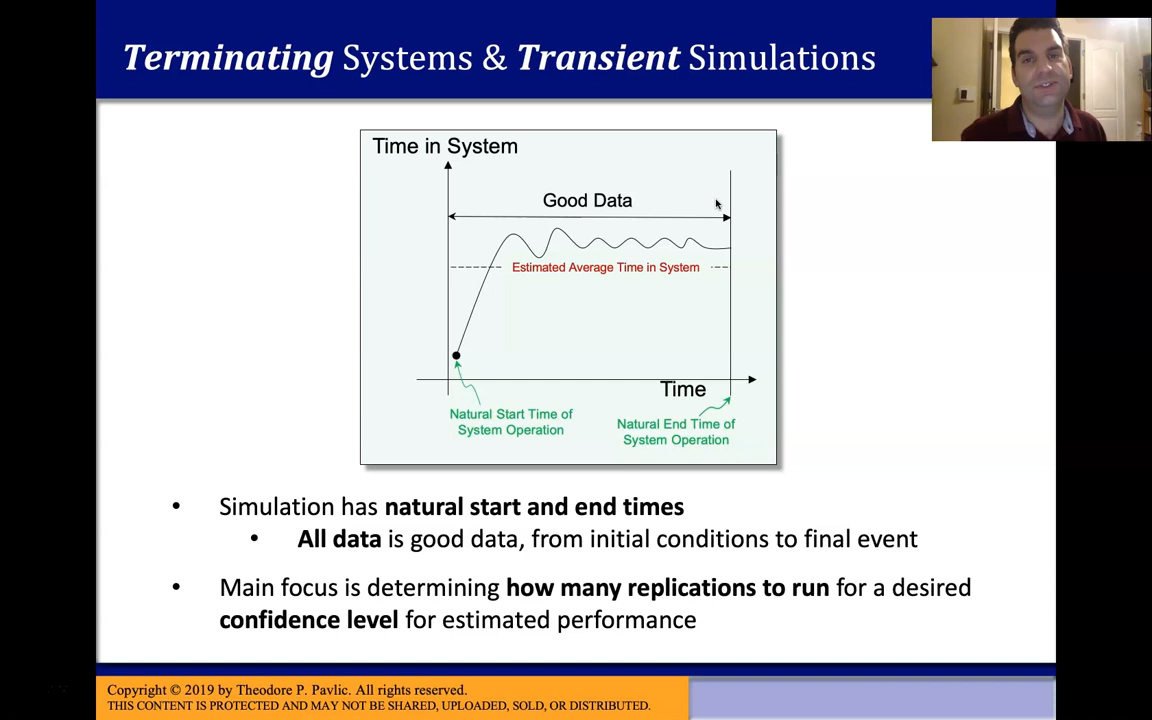 Terminating Systems & Transient Simulations
Time in System
Good Data
Estimated Average Time in System
Time
Natural Start Time of
System Operation
Natural End Time of
System Operation
• Simulation has natural start and end times
• All data is good data, from initial conditions to final event
• Main focus is determining how many replications to run for a desired
confidence level for estimated performance
Copyright © 2019 by Theodore P. Pavlic. All rights reserved.
THIS CONTENT IS PROTECTED AND MAY NOT BE SHARED, UPLOADED, SOLD, OR DISTRIBUTED.